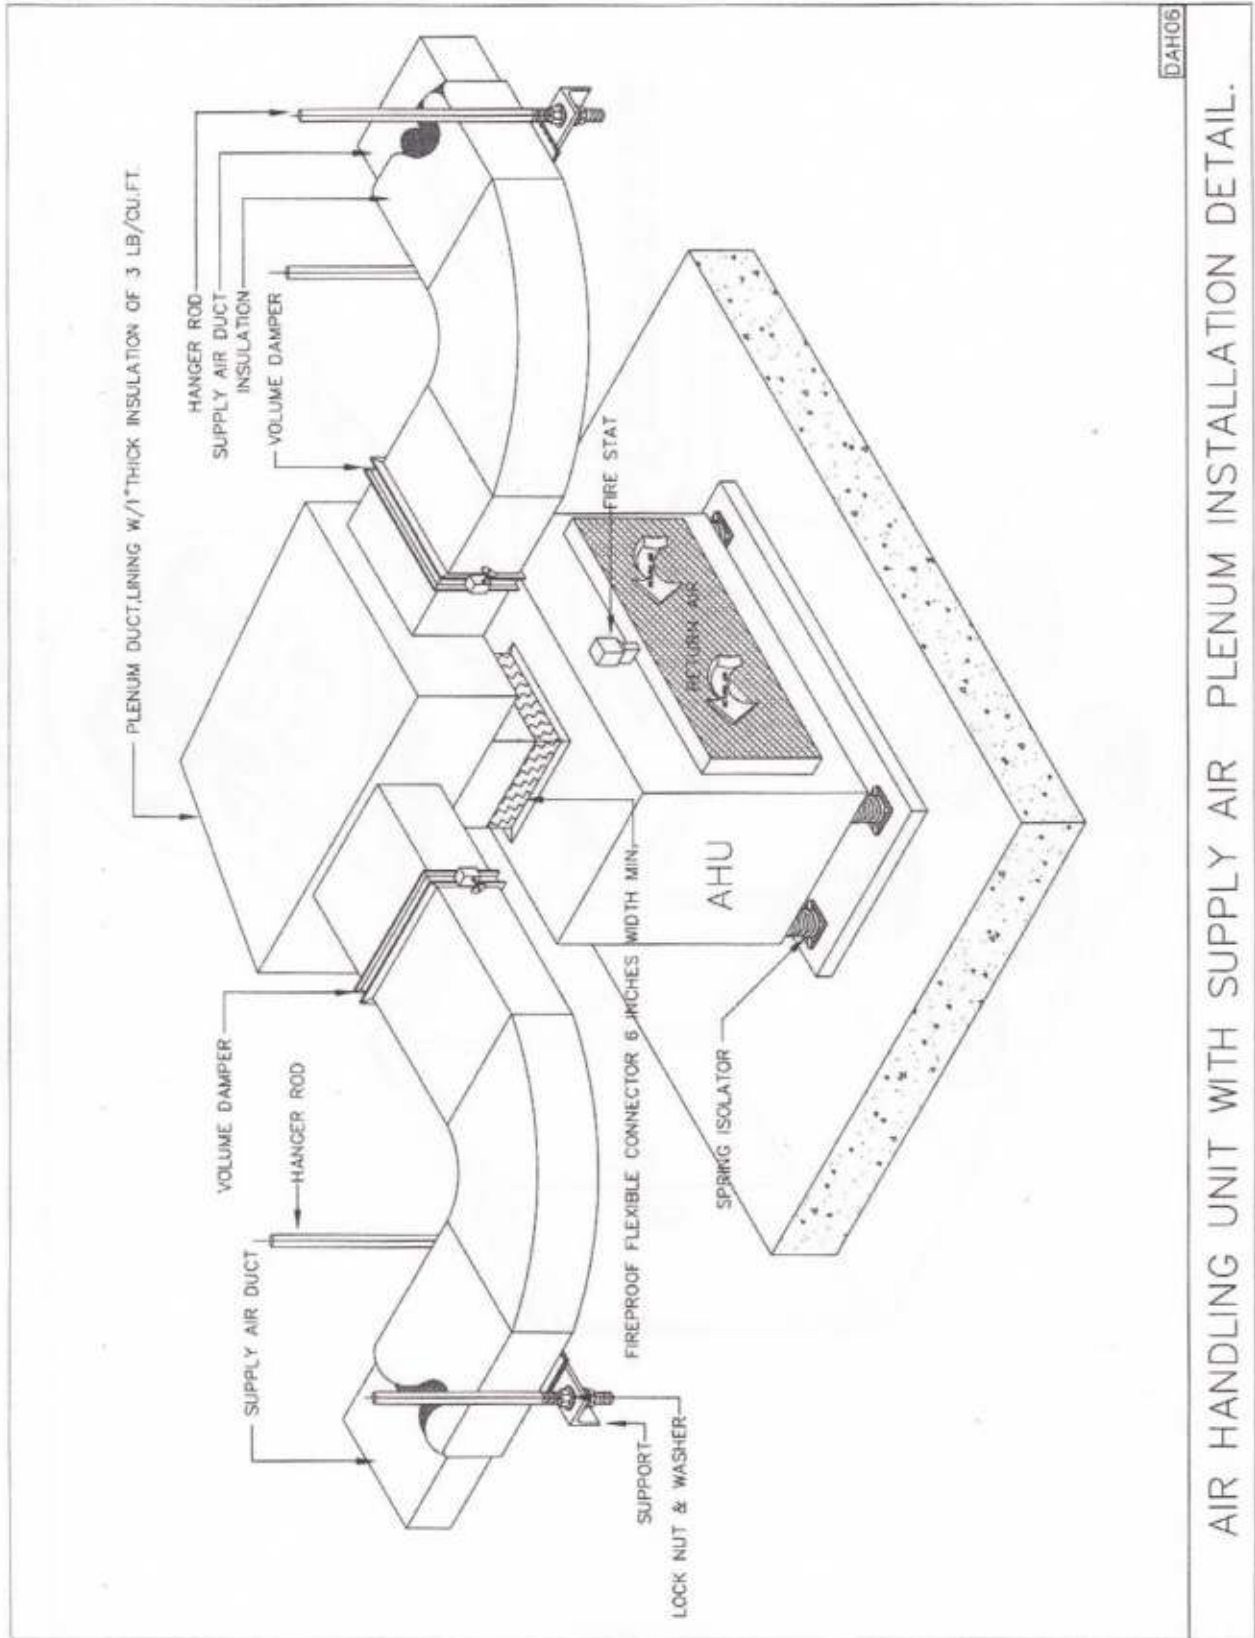 PLENUM DUCT,LINING W/1"THICK INSULATION OF 3 LB/CU.FT.
HANGER ROD
SUPPLY AIR DUCT
INSULATION
VOLUME DAMPER
VOLUME DAMPER
HANGER ROD
SUPPLY AIR DUCT
FIRE STAT
RETURN AIR
FIREPROOF FLEXIBLE CONNECTOR 6 INCHES WIDTH MIN.
AHU
SUPPORT
LOCK NUT & WASHER
SPRING ISOLATOR
DAH06
AIR HANDLING UNIT WITH SUPPLY AIR PLENUM INSTALLATION DETAIL.